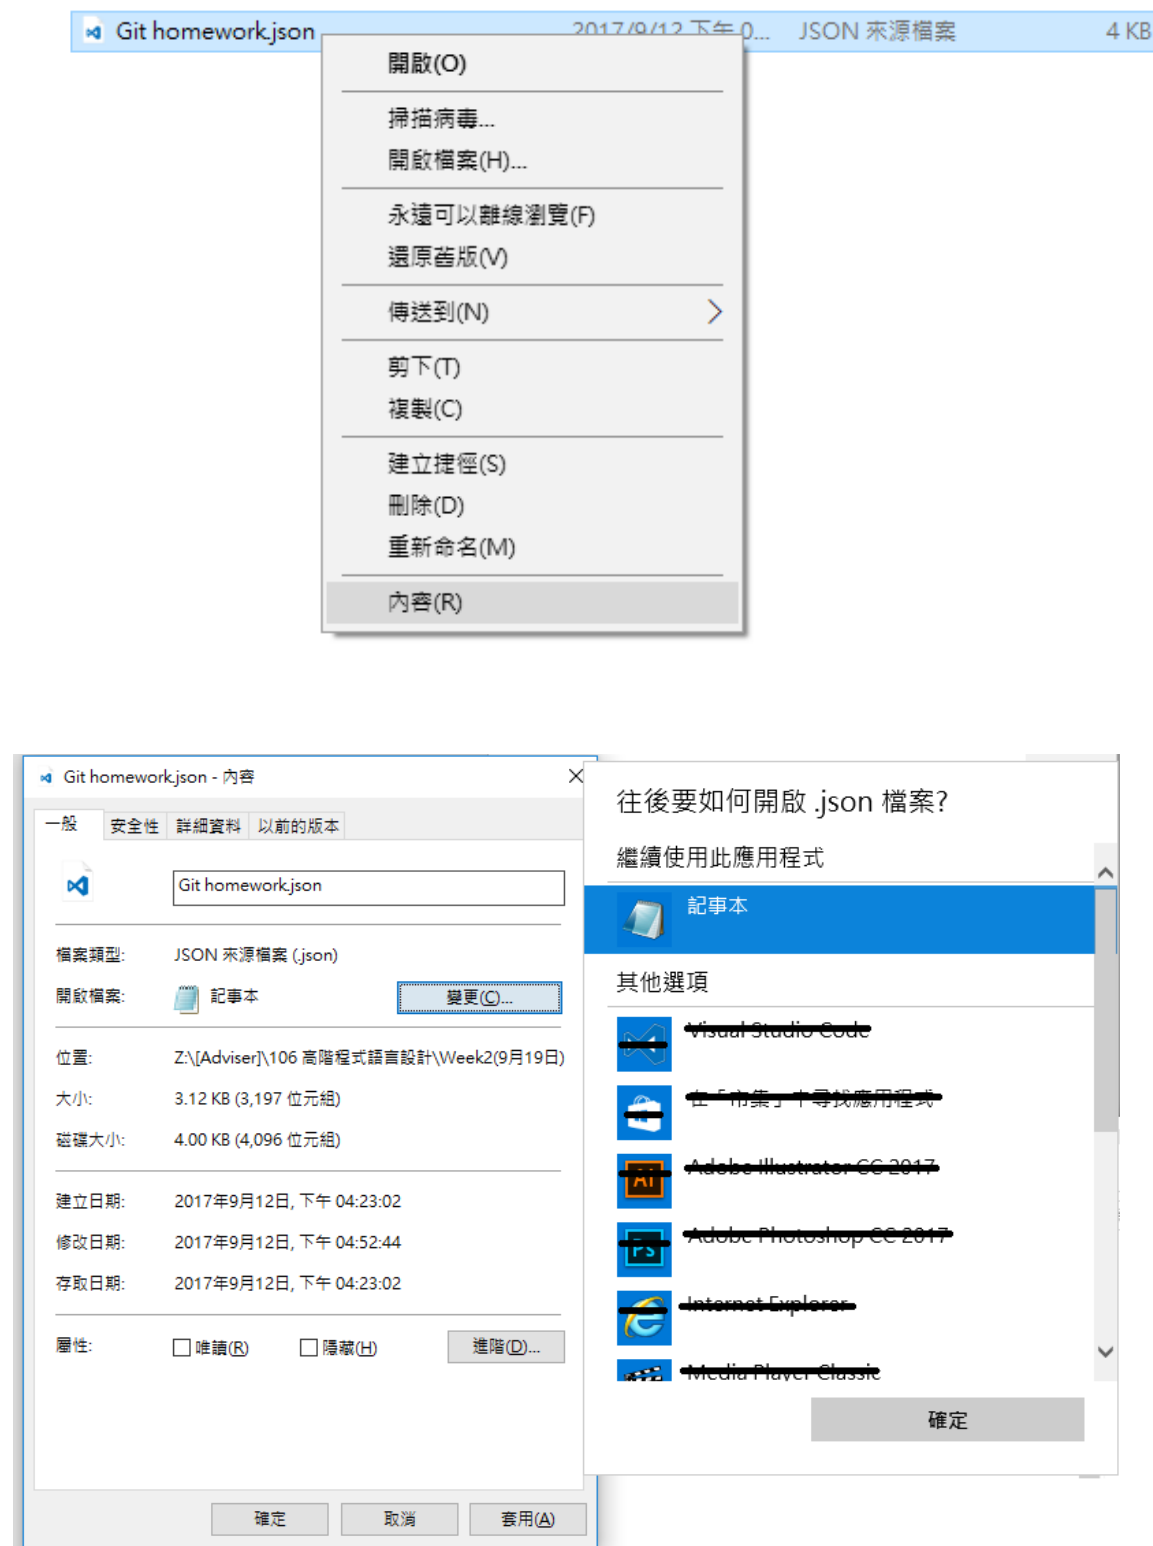 Git homework.json 2017/9/12 下午 0... JSON 來源檔案 4 KB
開啟(O)
掃描病毒...
開啟檔案(H)...
永遠可以離線瀏覽(F)
還原舊版(V)
傳送到(N)
剪下(T)
複製(C)
建立捷徑(S)
刪除(D)
重新命名(M)
內容(R)
Git homework.json - 內容
一般 安全性 詳細資料 以前的版本
Git homework.json
檔案類型: JSON 來源檔案 (.json)
開啟檔案: 記事本 變更(C)...
位置: Z:\[Adviser]\106 高階程式語言設計\Week2(9月19日)
大小: 3.12 KB (3,197 位元組)
磁碟大小: 4.00 KB (4,096 位元組)
建立日期: 2017年9月12日, 下午 04:23:02
修改日期: 2017年9月12日, 下午 04:52:44
存取日期: 2017年9月12日, 下午 04:23:02
屬性: 唯讀(R) 隱藏(H) 進階(D)...
確定 取消 套用(A)
往後要如何開啟 .json 檔案?
繼續使用此應用程式
記事本
其他選項
Visual Studio Code
在「市集」中尋找應用程式
Ai Adobe Illustrator CC 2017
Ps Adobe Photoshop CC 2017
Internet Explorer
Media Player Classic
確定